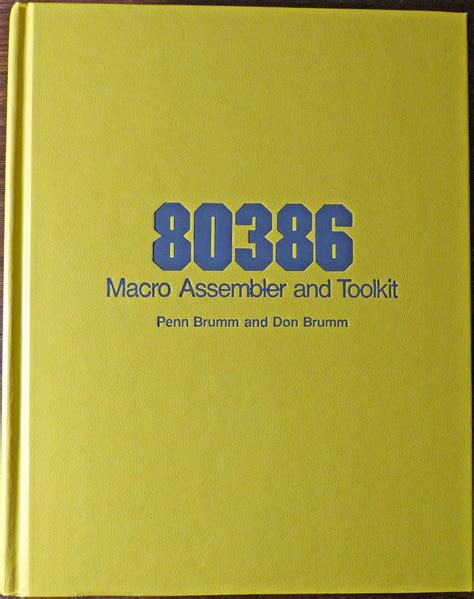 80386
Macro Assembler and Toolkit
Penn Brumm and Don Brumm